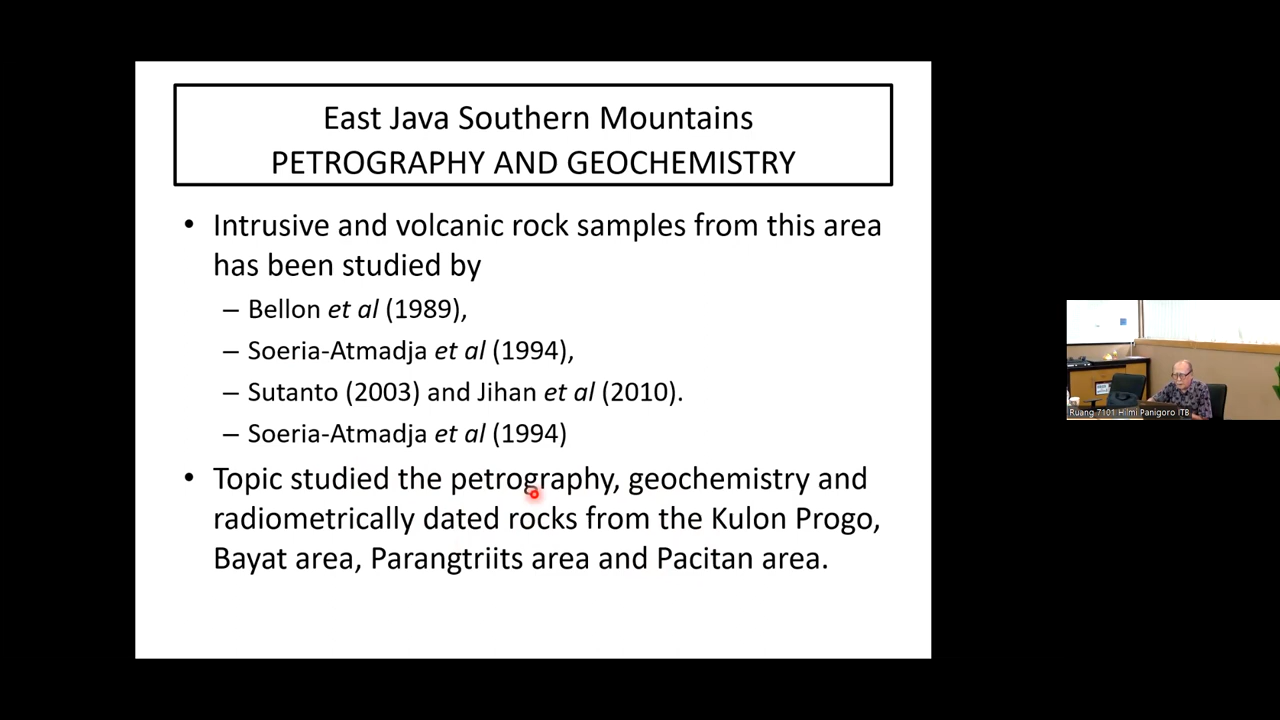 East Java Southern Mountains
PETROGRAPHY AND GEOCHEMISTRY
• Intrusive and volcanic rock samples from this area
has been studied by
– Bellon et al (1989),
– Soeria-Atmadja et al (1994),
– Sutanto (2003) and Jihan et al (2010).
– Soeria-Atmadja et al (1994)
• Topic studied the petrography, geochemistry and
radiometrically dated rocks from the Kulon Progo,
Bayat area, Parangtriits area and Pacitan area.
Ruang 7101 Hilmi Panigoro ITB